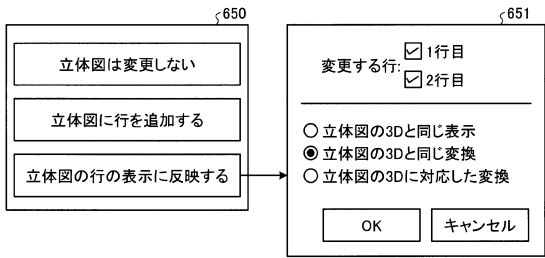 650
立体図は変更しない
立体図に行を追加する
立体図の行の表示に反映する
651
変更する行:
1行目
2行目
立体図の3Dと同じ表示
立体図の3Dと同じ変換
立体図の3Dに対応した変換
OK
キャンセル